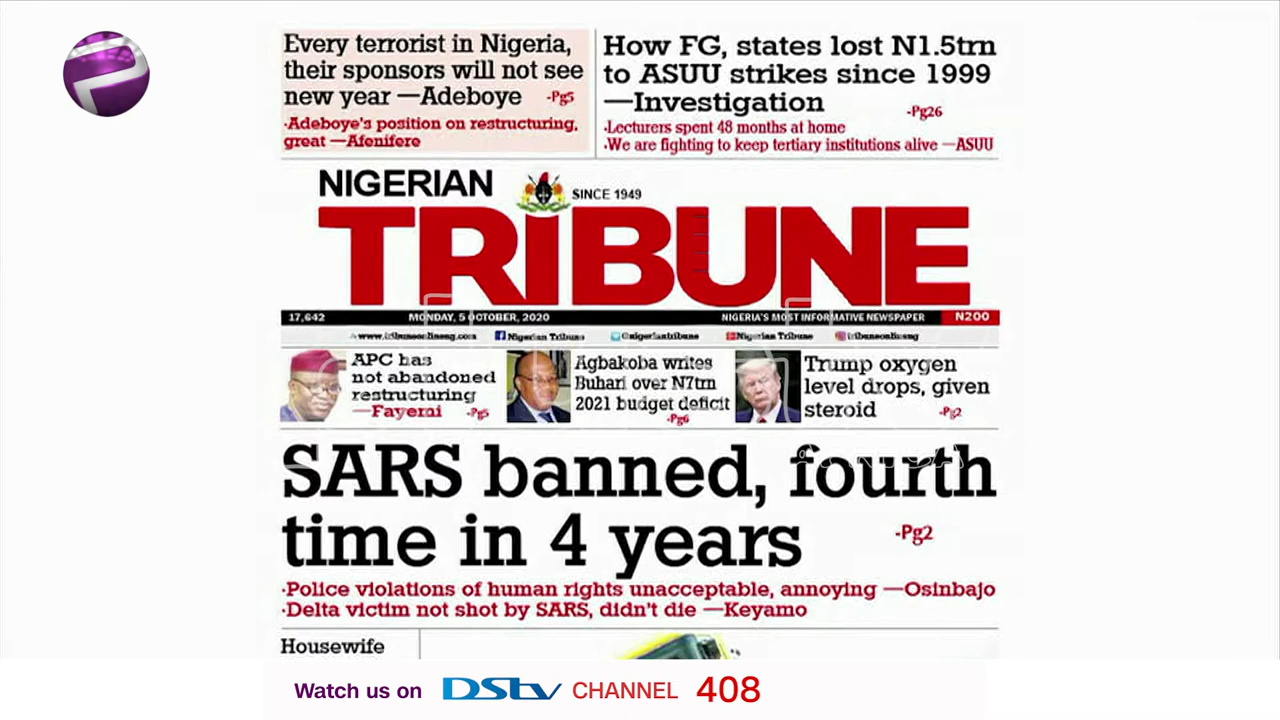 Every terrorist in Nigeria,
their sponsors will not see
new year —Adeboye -Pg5
·Adeboye's position on restructuring,
great —Afenifere
How FG, states lost N1.5trn
to ASUU strikes since 1999
—Investigation -Pg26
·Lecturers spent 48 months at home
·We are fighting to keep tertiary institutions alive —ASUU
NIGERIAN
SINCE 1949
TRIBUNE
17,642 MONDAY, 5 OCTOBER, 2020 NIGERIA'S MOST INFORMATIVE NEWSPAPER N200
www.tribuneonlineng.com Nigerian Tribune @nigeriantribune Nigerian Tribune tribuneonlineng
APC has
not abandoned
restructuring
—Fayemi -Pg5
Agbakoba writes
Buhari over N7trn
2021 budget deficit
-Pg6
Trump oxygen
level drops, given
steroid -Pg2
SARS banned, fourth
time in 4 years -Pg2
·Police violations of human rights unacceptable, annoying —Osinbajo
·Delta victim not shot by SARS, didn't die —Keyamo
Housewife
Watch us on DStv CHANNEL 408